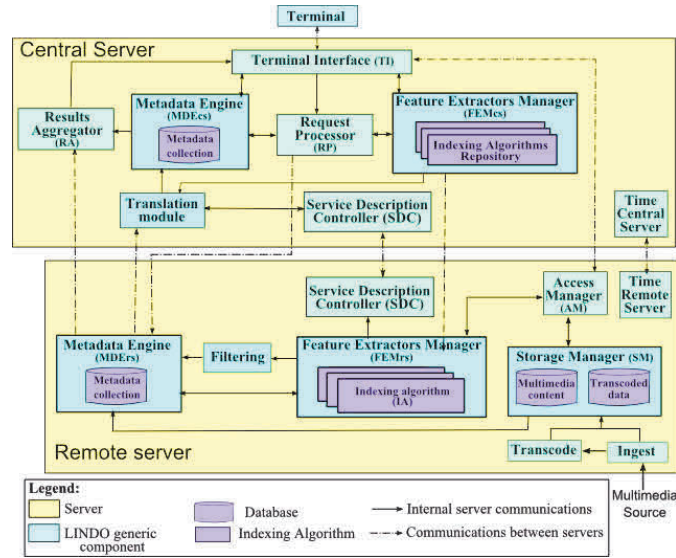 Terminal
Central Server
Terminal Interface (TI)
Results
Aggregator
(RA)
Metadata Engine
(MDEcs)
Metadata
collection
Request
Processor
(RP)
Feature Extractors Manager
(FEMcs)
Indexing Algorithms
Repository
Translation
module
Service Description
Controller (SDC)
Time
Central
Server
Service Description
Controller (SDC)
Access
Manager
(AM)
Time
Remote
Server
Metadata Engine
(MDErs)
Metadata
collection
Filtering
Feature Extractors Manager
(FEMrs)
Indexing algorithm
(IA)
Storage Manager (SM)
Multimedia
content
Transcoded
data
Remote server
Transcode
Ingest
Multimedia
Source
Legend:
Server
LINDO generic
component
Database
Indexing Algorithm
Internal server communications
Communications between servers